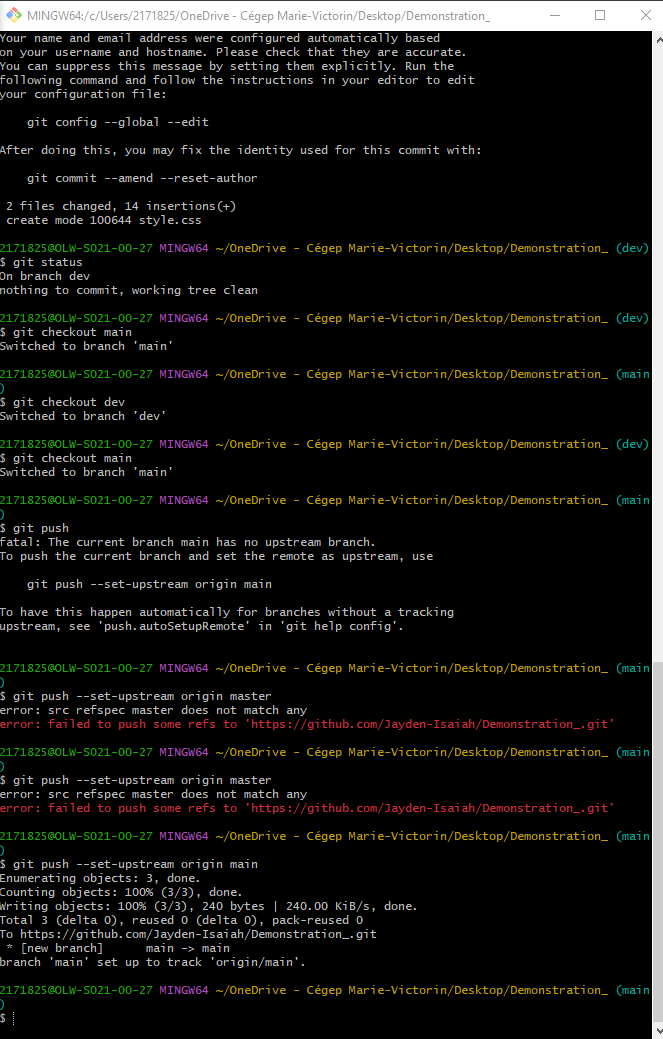 MINGW64:/c/Users/2171825/OneDrive - Cégep Marie-Victorin/Desktop/Demonstration_
Your name and email address were configured automatically based
on your username and hostname. Please check that they are accurate.
You can suppress this message by setting them explicitly. Run the
following command and follow the instructions in your editor to edit
your configuration file:

    git config --global --edit

After doing this, you may fix the identity used for this commit with:

    git commit --amend --reset-author

 2 files changed, 14 insertions(+)
 create mode 100644 style.css

2171825@OLW-S021-00-27 MINGW64 ~/OneDrive - Cégep Marie-Victorin/Desktop/Demonstration_ (dev)
$ git status
On branch dev
nothing to commit, working tree clean

2171825@OLW-S021-00-27 MINGW64 ~/OneDrive - Cégep Marie-Victorin/Desktop/Demonstration_ (dev)
$ git checkout main
Switched to branch 'main'

2171825@OLW-S021-00-27 MINGW64 ~/OneDrive - Cégep Marie-Victorin/Desktop/Demonstration_ (main
)
$ git checkout dev
Switched to branch 'dev'

2171825@OLW-S021-00-27 MINGW64 ~/OneDrive - Cégep Marie-Victorin/Desktop/Demonstration_ (dev)
$ git checkout main
Switched to branch 'main'

2171825@OLW-S021-00-27 MINGW64 ~/OneDrive - Cégep Marie-Victorin/Desktop/Demonstration_ (main
)
$ git push
fatal: The current branch main has no upstream branch.
To push the current branch and set the remote as upstream, use

    git push --set-upstream origin main

To have this happen automatically for branches without a tracking
upstream, see 'push.autoSetupRemote' in 'git help config'.


2171825@OLW-S021-00-27 MINGW64 ~/OneDrive - Cégep Marie-Victorin/Desktop/Demonstration_ (main
)
$ git push --set-upstream origin master
error: src refspec master does not match any
error: failed to push some refs to 'https://github.com/Jayden-Isaiah/Demonstration_.git'

2171825@OLW-S021-00-27 MINGW64 ~/OneDrive - Cégep Marie-Victorin/Desktop/Demonstration_ (main
)
$ git push --set-upstream origin master
error: src refspec master does not match any
error: failed to push some refs to 'https://github.com/Jayden-Isaiah/Demonstration_.git'

2171825@OLW-S021-00-27 MINGW64 ~/OneDrive - Cégep Marie-Victorin/Desktop/Demonstration_ (main
)
$ git push --set-upstream origin main
Enumerating objects: 3, done.
Counting objects: 100% (3/3), done.
Writing objects: 100% (3/3), 240 bytes | 240.00 KiB/s, done.
Total 3 (delta 0), reused 0 (delta 0), pack-reused 0
To https://github.com/Jayden-Isaiah/Demonstration_.git
 * [new branch]      main -> main
branch 'main' set up to track 'origin/main'.

2171825@OLW-S021-00-27 MINGW64 ~/OneDrive - Cégep Marie-Victorin/Desktop/Demonstration_ (main
)
$